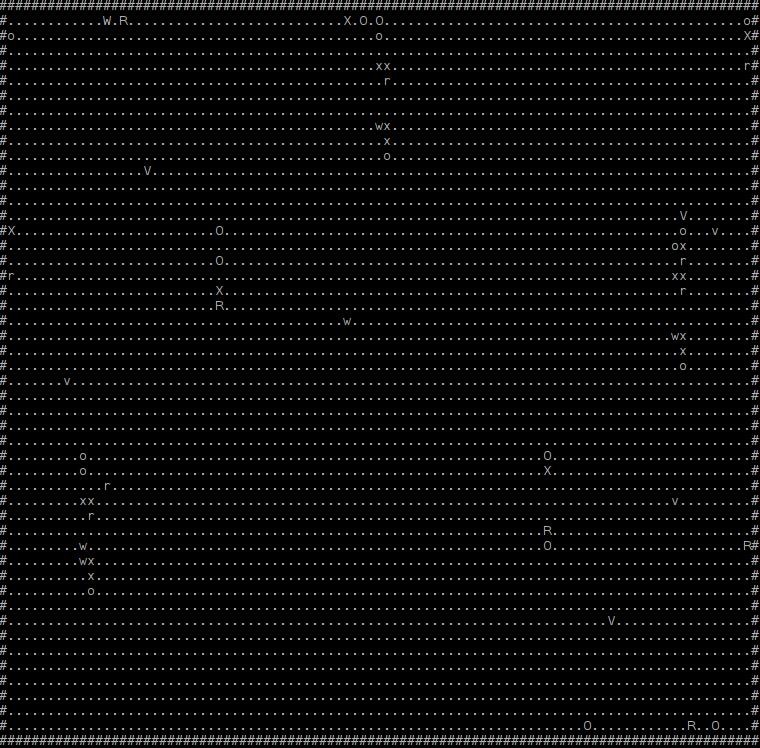 ###############################################################################################
#............W.R...........................X.O.O.............................................o#
#o.............................................o.............................................X#
#.............................................................................................#
#..............................................xx............................................r#
#...............................................r.............................................#
#.............................................................................................#
#.............................................................................................#
#..............................................wx.............................................#
#...............................................x.............................................#
#...............................................o.............................................#
#.................V...........................................................................#
#.............................................................................................#
#.............................................................................................#
#....................................................................................V........#
#X.........................O.........................................................o...v....#
#...................................................................................ox........#
#..........................O.........................................................r........#
#r..................................................................................xx........#
#..........................X.........................................................r........#
#..........................R..................................................................#
#..........................................w..................................................#
#...................................................................................wx........#
#....................................................................................x........#
#....................................................................................o........#
#.......v.....................................................................................#
#.............................................................................................#
#.............................................................................................#
#.............................................................................................#
#.............................................................................................#
#.........o.........................................................O.........................#
#.........o.........................................................X.........................#
#............r................................................................................#
#.........xx........................................................................v.........#
#..........r..................................................................................#
#...................................................................O.........................#
#.........w.........................................................O........................R#
#.........wx..................................................................................#
#..........x..................................................................................#
#..........o..................................................................................#
#.............................................................................................#
#...........................................................................V.................#
#.............................................................................................#
#.............................................................................................#
#.............................................................................................#
#.............................................................................................#
#.............................................................................................#
#.............................................................................................#
#........................................................................O............R..O....#
###############################################################################################